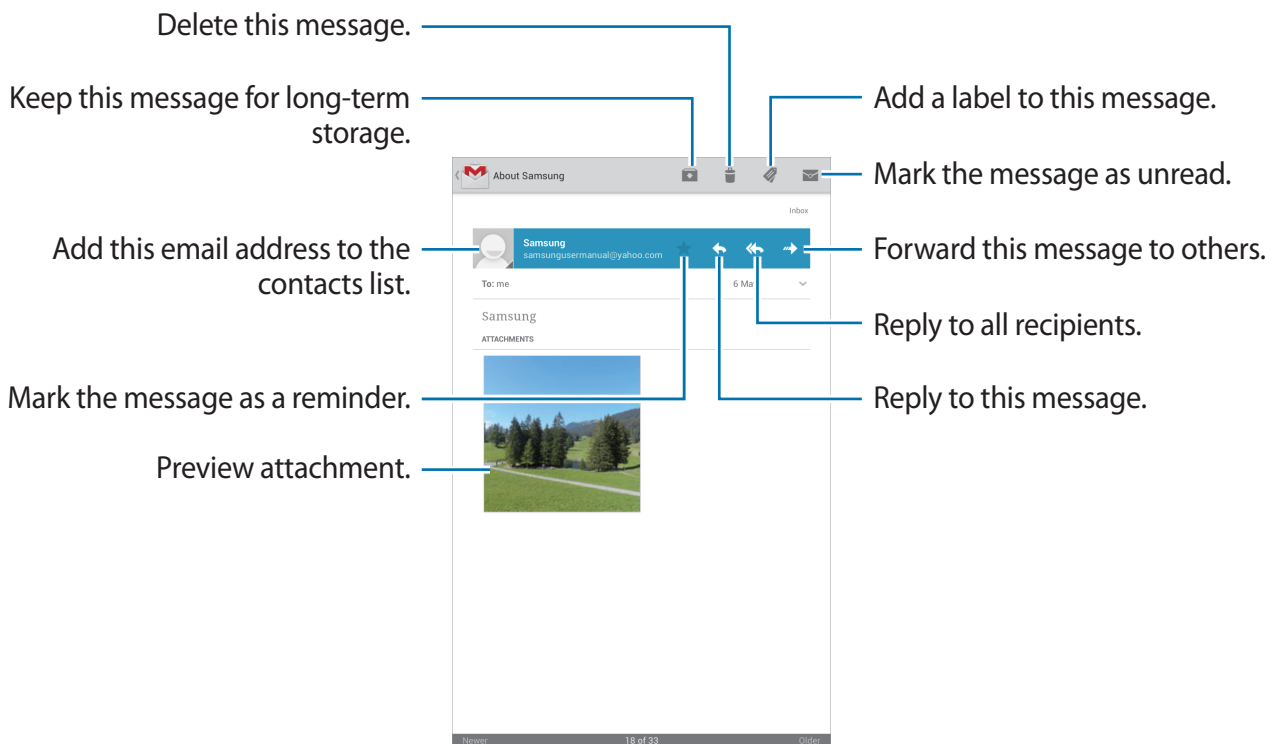 Delete this message.
Keep this message for long-term
storage.
Add a label to this message.
About Samsung
Mark the message as unread.
Inbox
Add this email address to the
contacts list.
Samsung
samsungusermanual@yahoo.com
Forward this message to others.
To: me
6 Ma
Samsung
Reply to all recipients.
ATTACHMENTS
Mark the message as a reminder.
Reply to this message.
Preview attachment.
Newer
18 of 33
Older